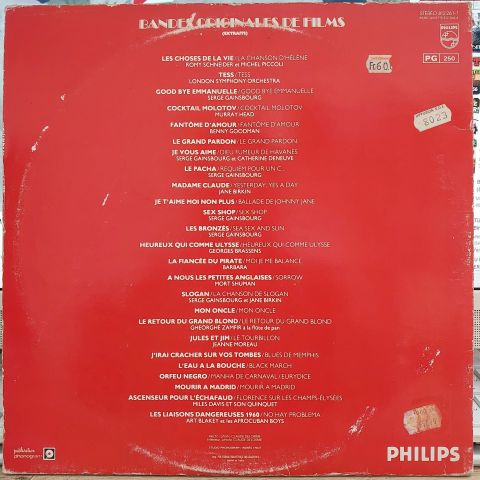 BANDES ORIGINALES DE FILMS
(EXTRAITS)
PHILIPS
PG 250
F060
8023
LES CHOSES DE LA VIE / LA CHANSON D'HÉLÈNE
ROMY SCHNEIDER et MICHEL PICCOLI
TESS / TESS
LONDON SYMPHONY ORCHESTRA
GOOD BYE EMMANUELLE / GOOD BYE EMMANUELLE
SERGE GAINSBOURG
COCKTAIL MOLOTOV / COCKTAIL MOLOTOV
MURRAY HEAD
FANTÔME D'AMOUR / FANTÔME D'AMOUR
BENNY GOODMAN
LE GRAND PARDON / LE GRAND PARDON
JE VOUS AIME / DIEU FUMEUR DE HAVANES
SERGE GAINSBOURG et CATHERINE DENEUVE
LE PACHA / REQUIEM POUR UN C...
SERGE GAINSBOURG
MADAME CLAUDE / YESTERDAY, YES A DAY
JANE BIRKIN
JE T'AIME MOI NON PLUS / BALLADE DE JOHNNY JANE
SEX SHOP / SEX SHOP
SERGE GAINSBOURG
LES BRONZÉS / SEA SEX AND SUN
SERGE GAINSBOURG
HEUREUX QUI COMME ULYSSE / HEUREUX QUI COMME ULYSSE
GEORGES BRASSENS
LA FIANCÉE DU PIRATE / MOI JE ME BALANCE
BARBARA
A NOUS LES PETITES ANGLAISES / SORROW
MORT SHUMAN
SLOGAN / LA CHANSON DE SLOGAN
SERGE GAINSBOURG et JANE BIRKIN
MON ONCLE / MON ONCLE
LE RETOUR DU GRAND BLOND / LE RETOUR DU GRAND BLOND
GHEORGHE ZAMFIR à la flûte de pan
JULES ET JIM / LE TOURBILLON
JEANNE MOREAU
J'IRAI CRACHER SUR VOS TOMBES / BLUES DE MEMPHIS
L'EAU A LA BOUCHE / BLACK MARCH
ORFEU NEGRO / MANHA DE CARNAVAL / EURYDICE
MOURIR A MADRID / MOURIR A MADRID
ASCENSEUR POUR L'ÉCHAFAUD / FLORENCE SUR LES CHAMPS-ÉLYSÉES
MILES DAVIS ET SON QUINQUET
LES LIAISONS DANGEREUSES 1960 / NO HAY PROBLEMA
ART BLAKEY et les AFROCUBAN BOYS
phonogram
PHILIPS